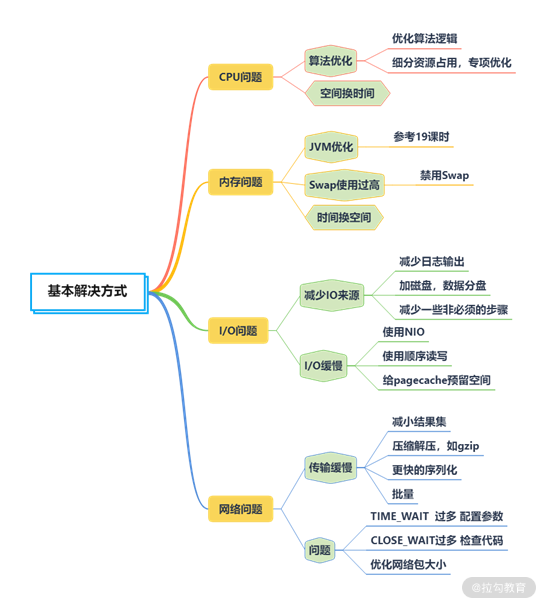 基本解决方式
CPU问题
算法优化
优化算法逻辑
细分资源占用，专项优化
空间换时间
内存问题
JVM优化
参考19课时
Swap使用过高
禁用Swap
时间换空间
I/O问题
减少IO来源
减少日志输出
加磁盘，数据分盘
减少一些非必须的步骤
I/O缓慢
使用NIO
使用顺序读写
给pagecache预留空间
网络问题
传输缓慢
减小结果集
压缩解压，如gzip
更快的序列化
批量
问题
TIME_WAIT 过多 配置参数
CLOSE_WAIT过多 检查代码
优化网络包大小
@拉勾教育